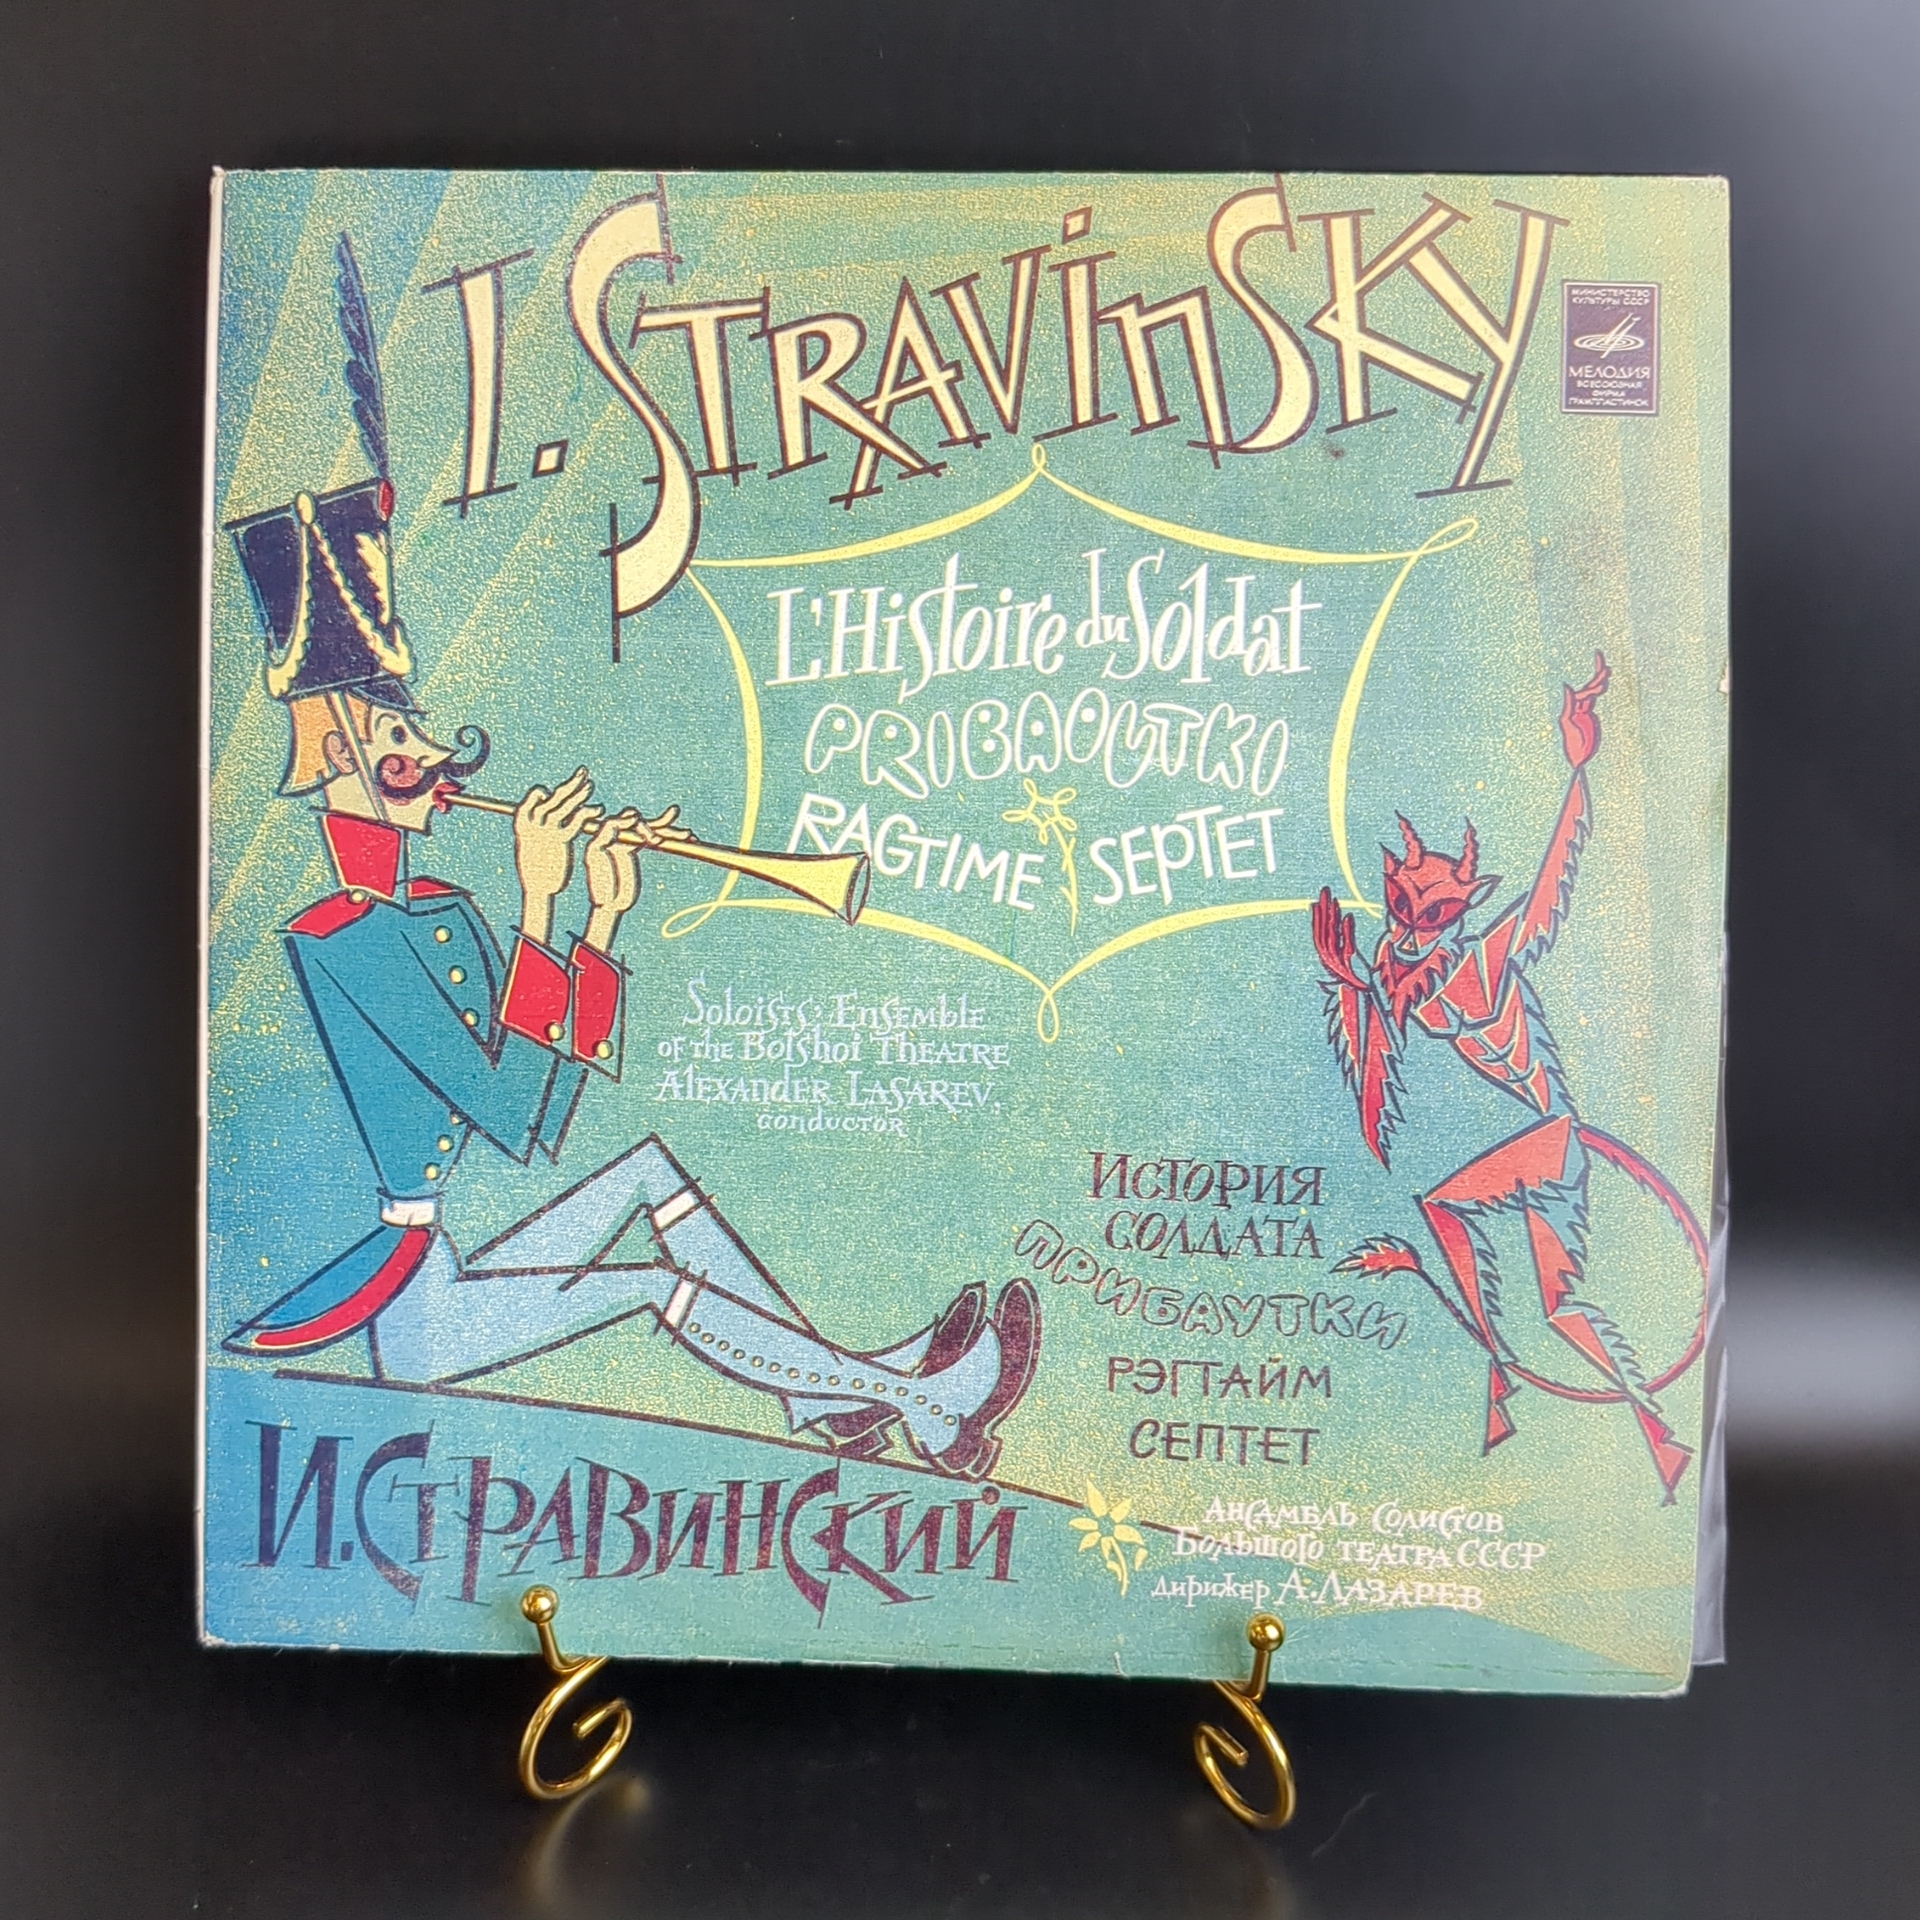 I. STRAVinSKY
МИНИСТЕРСТВО
КУЛЬТУРЫ СССР
МЕЛОДИЯ
ВСЕСОЮЗНАЯ
ФИРМА
ГРАМПЛАСТИНОК
L'Histoire du Soldat
PRIBAOUTKI
RAGTIME SEPTET
Soloists' Ensemble
of the Bolshoi Theatre
Alexander Lasarev,
conductor
ИСТОРИЯ
СОЛДАТА
ПРИБАУТКИ
РЭГТАЙМ
СЕПТЕТ
И. СТРАВИНСКИЙ
Ансамбль Солистов
Большого театра СССР
дирижер А. Лазарев